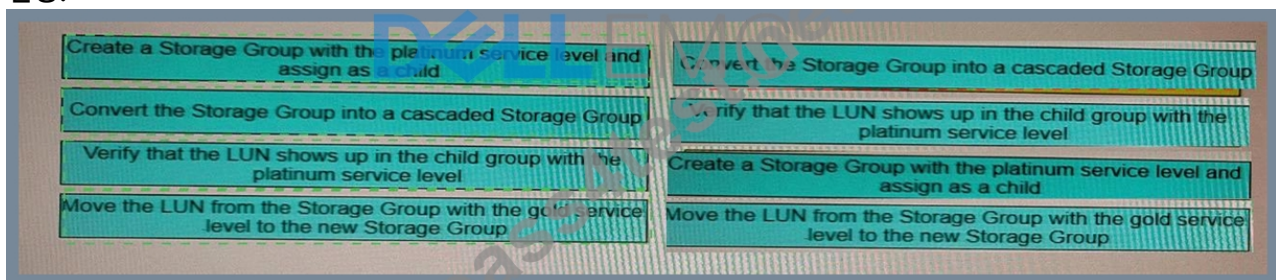 Create a Storage Group with the platinum service level and
assign as a child
Convert the Storage Group into a cascaded Storage Group
Verify that the LUN shows up in the child group with the
platinum service level
Move the LUN from the Storage Group with the gold service
level to the new Storage Group
Convert the Storage Group into a cascaded Storage Group
Verify that the LUN shows up in the child group with the
platinum service level
Create a Storage Group with the platinum service level and
assign as a child
Move the LUN from the Storage Group with the gold service
level to the new Storage Group
DELL EMC